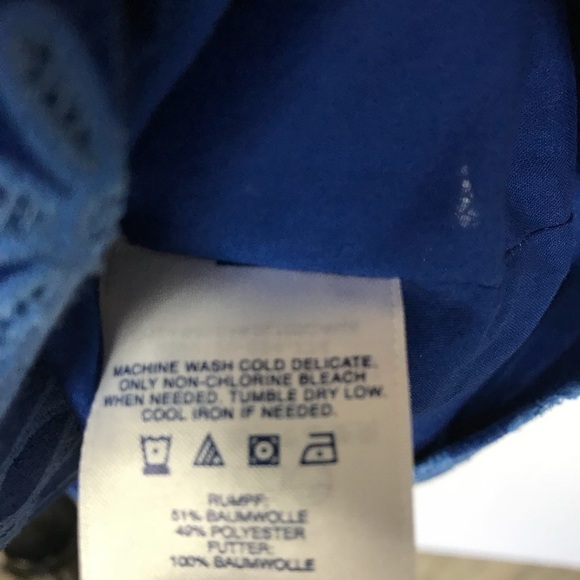 MACHINE WASH COLD DELICATE.
ONLY NON-CHLORINE BLEACH
WHEN NEEDED. TUMBLE DRY LOW.
COOL IRON IF NEEDED.
RUMPF:
51% BAUMWOLLE
49% POLYESTER
FUTTER:
100% BAUMWOLLE